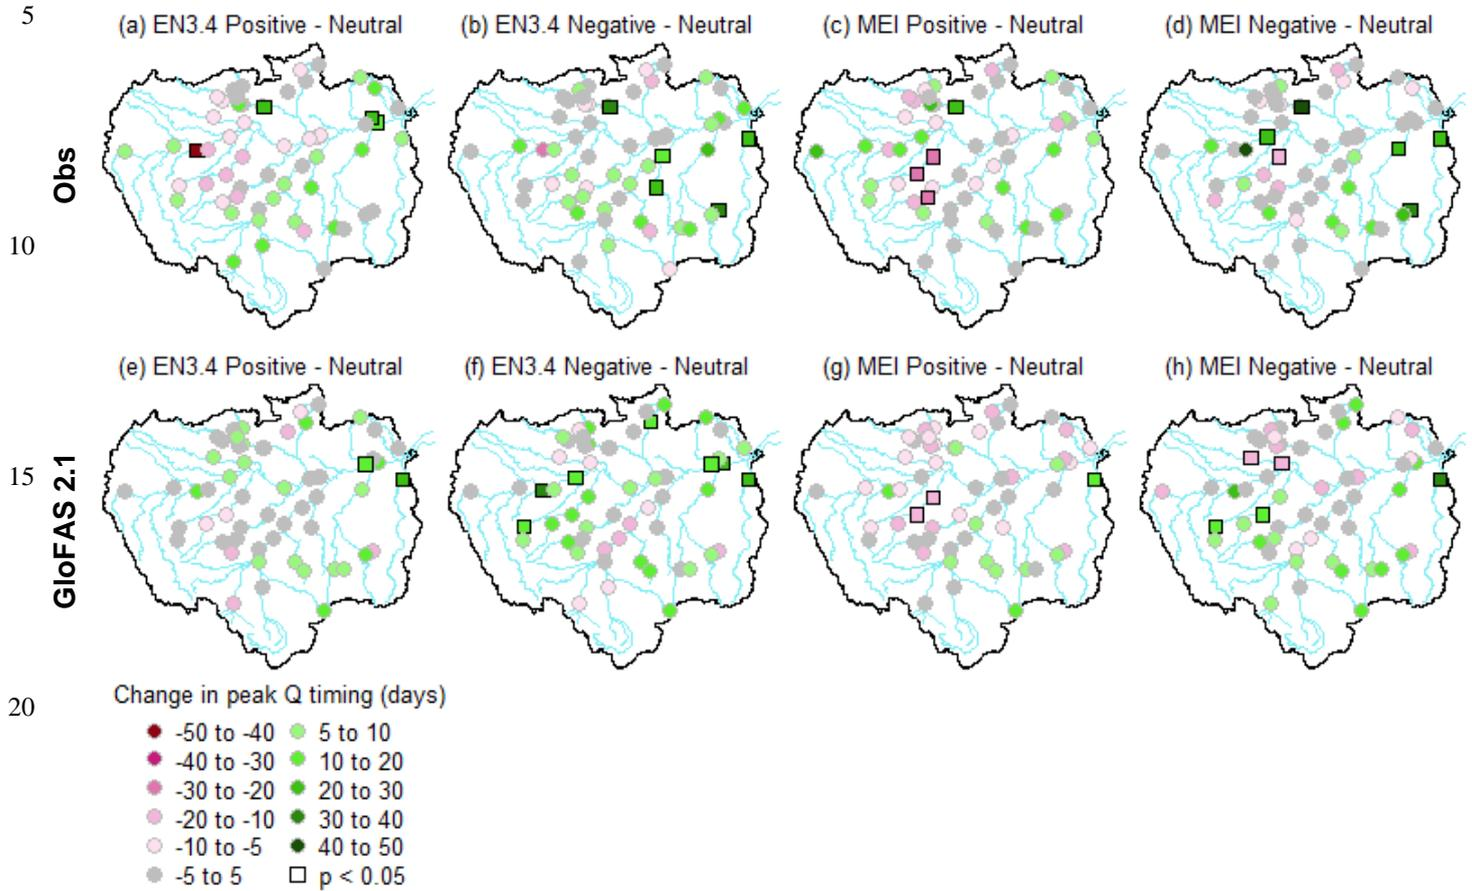 5
(a) EN3.4 Positive - Neutral
(b) EN3.4 Negative - Neutral
(c) MEI Positive - Neutral
(d) MEI Negative - Neutral
Obs
10
(e) EN3.4 Positive - Neutral
(f) EN3.4 Negative - Neutral
(g) MEI Positive - Neutral
(h) MEI Negative - Neutral
15
GloFAS 2.1
20
Change in peak Q timing (days)
-50 to -40
-40 to -30
-30 to -20
-20 to -10
-10 to -5
-5 to 5
5 to 10
10 to 20
20 to 30
30 to 40
40 to 50
p < 0.05